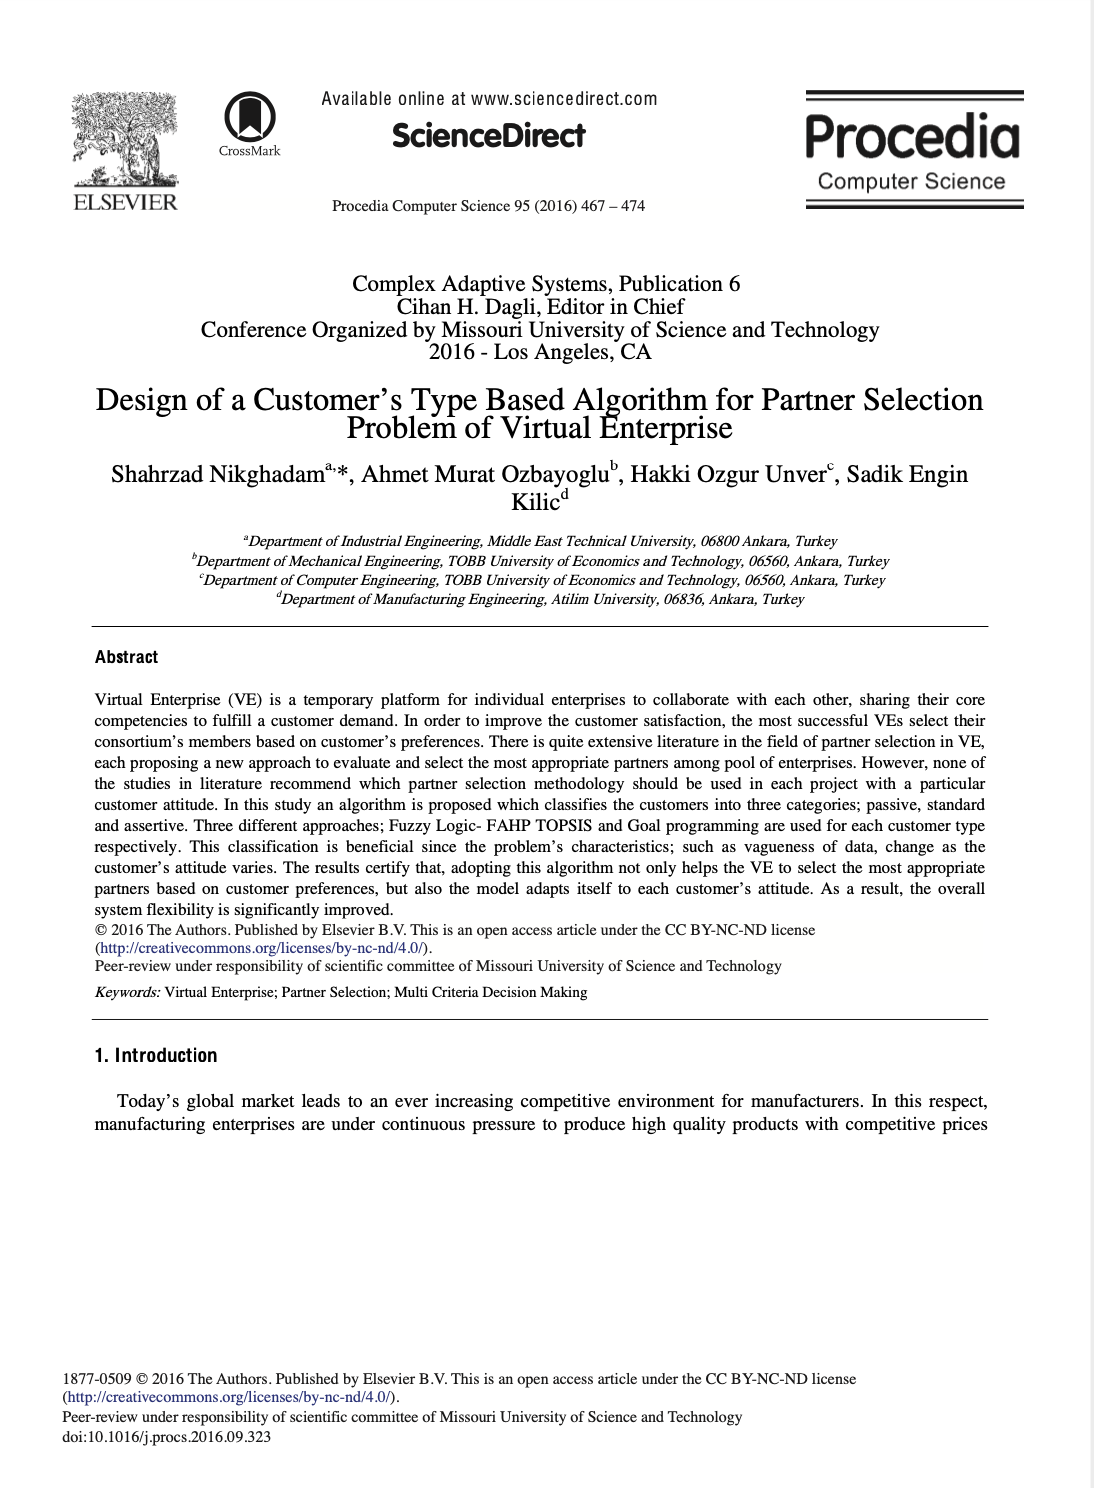 Available online at www.sciencedirect.com
ScienceDirect
CrossMark
ELSEVIER
Procedia
Computer Science
Procedia Computer Science 95 (2016) 467 – 474
Complex Adaptive Systems, Publication 6
Cihan H. Dagli, Editor in Chief
Conference Organized by Missouri University of Science and Technology
2016 - Los Angeles, CA
Design of a Customer's Type Based Algorithm for Partner Selection
Problem of Virtual Enterprise
Shahrzad Nikghadamᵃ,*, Ahmet Murat Ozbayogluᵇ, Hakki Ozgur Unverᶜ, Sadik Engin
Kilicᵈ
ᵃDepartment of Industrial Engineering, Middle East Technical University, 06800 Ankara, Turkey
ᵇDepartment of Mechanical Engineering, TOBB University of Economics and Technology, 06560, Ankara, Turkey
ᶜDepartment of Computer Engineering, TOBB University of Economics and Technology, 06560, Ankara, Turkey
ᵈDepartment of Manufacturing Engineering, Atilim University, 06836, Ankara, Turkey
Abstract
Virtual Enterprise (VE) is a temporary platform for individual enterprises to collaborate with each other, sharing their core
competencies to fulfill a customer demand. In order to improve the customer satisfaction, the most successful VEs select their
consortium's members based on customer's preferences. There is quite extensive literature in the field of partner selection in VE,
each proposing a new approach to evaluate and select the most appropriate partners among pool of enterprises. However, none of
the studies in literature recommend which partner selection methodology should be used in each project with a particular
customer attitude. In this study an algorithm is proposed which classifies the customers into three categories; passive, standard
and assertive. Three different approaches; Fuzzy Logic- FAHP TOPSIS and Goal programming are used for each customer type
respectively. This classification is beneficial since the problem's characteristics; such as vagueness of data, change as the
customer's attitude varies. The results certify that, adopting this algorithm not only helps the VE to select the most appropriate
partners based on customer preferences, but also the model adapts itself to each customer's attitude. As a result, the overall
system flexibility is significantly improved.
© 2016 The Authors. Published by Elsevier B.V. This is an open access article under the CC BY-NC-ND license
(http://creativecommons.org/licenses/by-nc-nd/4.0/).
Peer-review under responsibility of scientific committee of Missouri University of Science and Technology
Keywords: Virtual Enterprise; Partner Selection; Multi Criteria Decision Making
1. Introduction
Today's global market leads to an ever increasing competitive environment for manufacturers. In this respect,
manufacturing enterprises are under continuous pressure to produce high quality products with competitive prices
1877-0509 © 2016 The Authors. Published by Elsevier B.V. This is an open access article under the CC BY-NC-ND license
(http://creativecommons.org/licenses/by-nc-nd/4.0/).
Peer-review under responsibility of scientific committee of Missouri University of Science and Technology
doi:10.1016/j.procs.2016.09.323